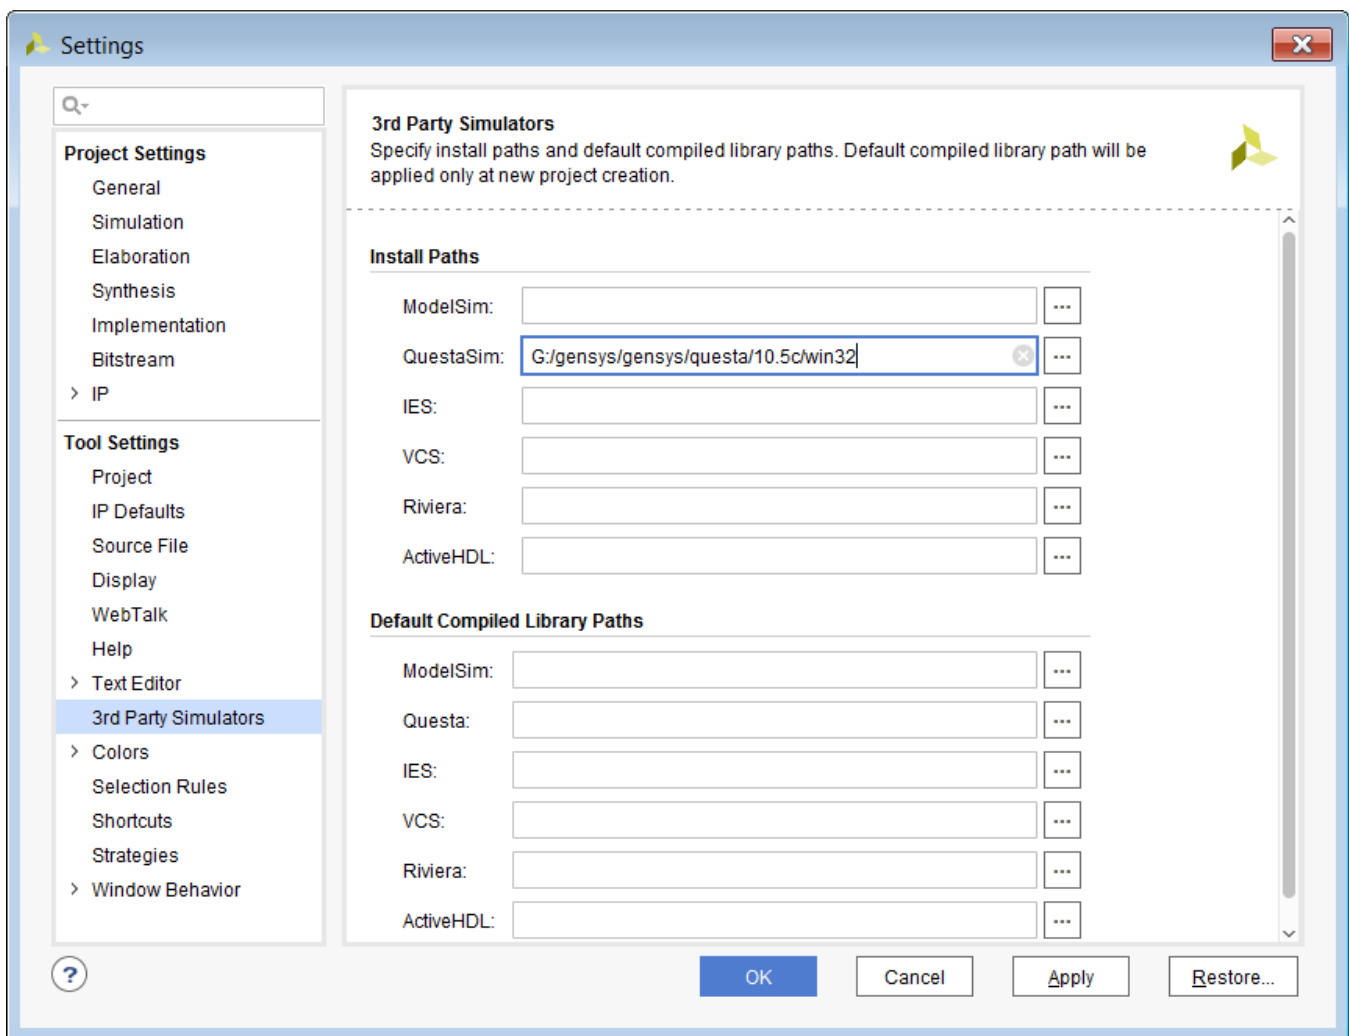 Settings
Project Settings
General
Simulation
Elaboration
Synthesis
Implementation
Bitstream
IP
Tool Settings
Project
IP Defaults
Source File
Display
WebTalk
Help
Text Editor
3rd Party Simulators
Colors
Selection Rules
Shortcuts
Strategies
Window Behavior
3rd Party Simulators
Specify install paths and default compiled library paths. Default compiled library path will be
applied only at new project creation.
Install Paths
ModelSim:
QuestaSim: G:/gensys/gensys/questa/10.5c/win32
IES:
VCS:
Riviera:
ActiveHDL:
Default Compiled Library Paths
ModelSim:
Questa:
IES:
VCS:
Riviera:
ActiveHDL:
? OK Cancel Apply Restore...